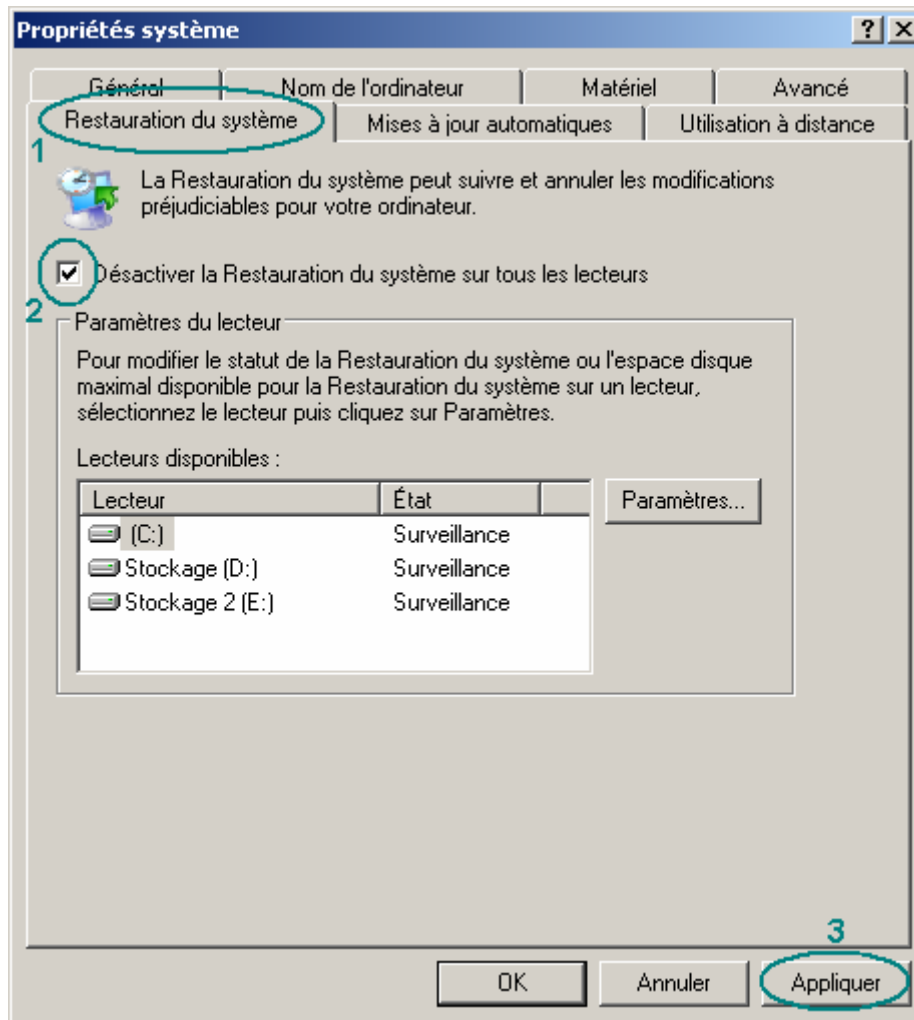 Propriétés système
Général
Nom de l'ordinateur
Matériel
Avancé
Restauration du système
Mises à jour automatiques
Utilisation à distance
1
La Restauration du système peut suivre et annuler les modifications
préjudiciables pour votre ordinateur.
Désactiver la Restauration du système sur tous les lecteurs
2
Paramètres du lecteur
Pour modifier le statut de la Restauration du système ou l'espace disque
maximal disponible pour la Restauration du système sur un lecteur,
sélectionnez le lecteur puis cliquez sur Paramètres.
Lecteurs disponibles :
Lecteur
État
Paramètres...
(C:)
Surveillance
Stockage (D:)
Surveillance
Stockage 2 (E:)
Surveillance
3
OK
Annuler
Appliquer